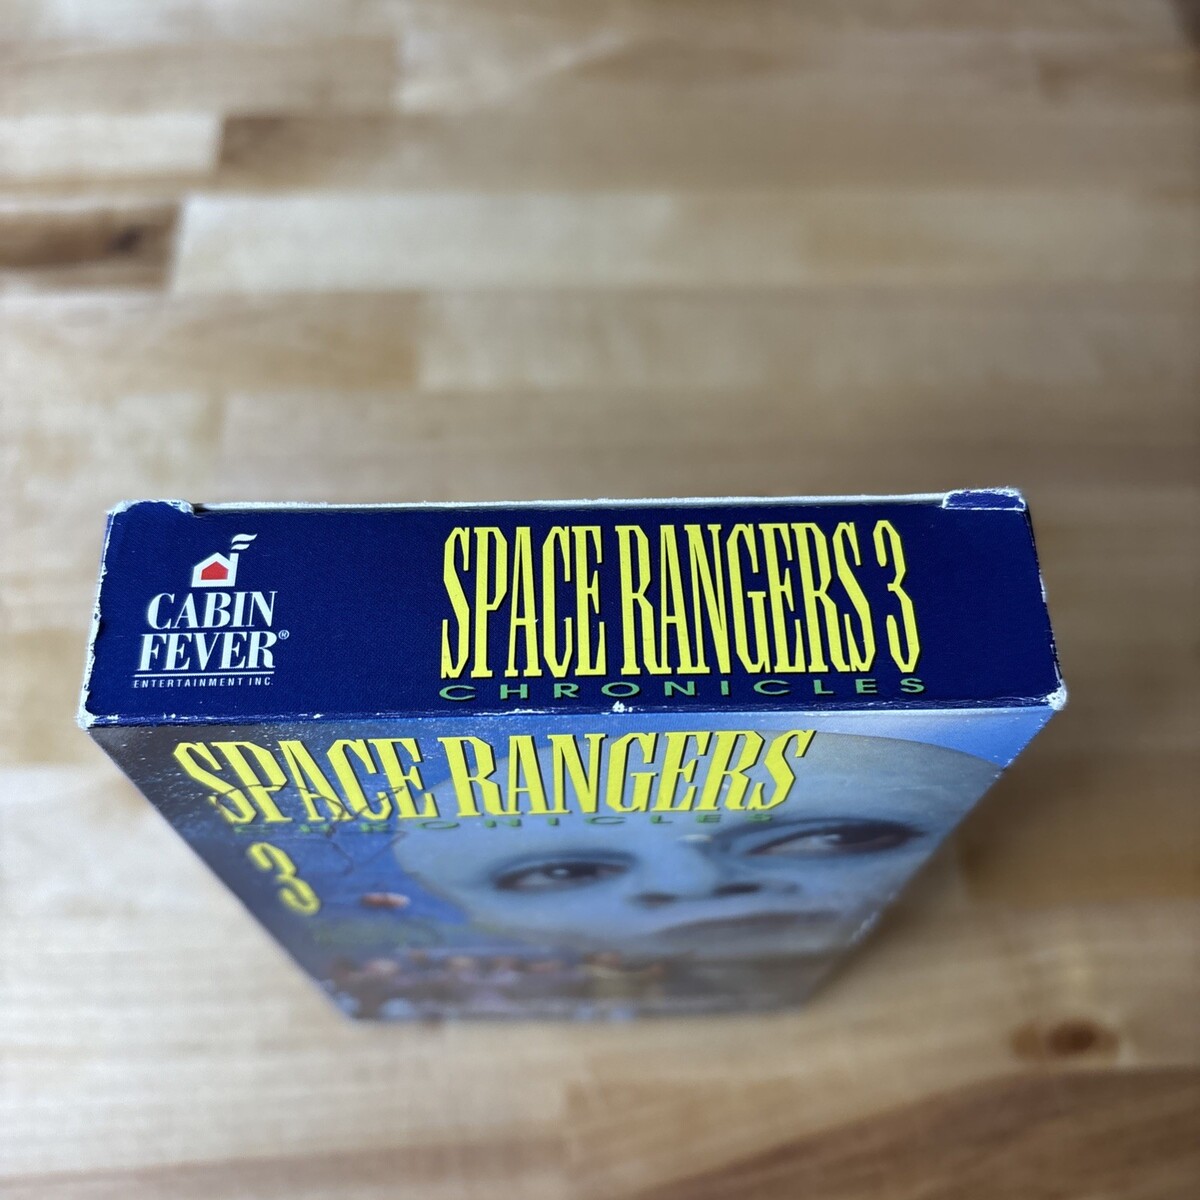 CABIN
FEVER®
ENTERTAINMENT INC.
SPACE RANGERS 3
CHRONICLES
SPACE RANGERS
CHRONICLES
3